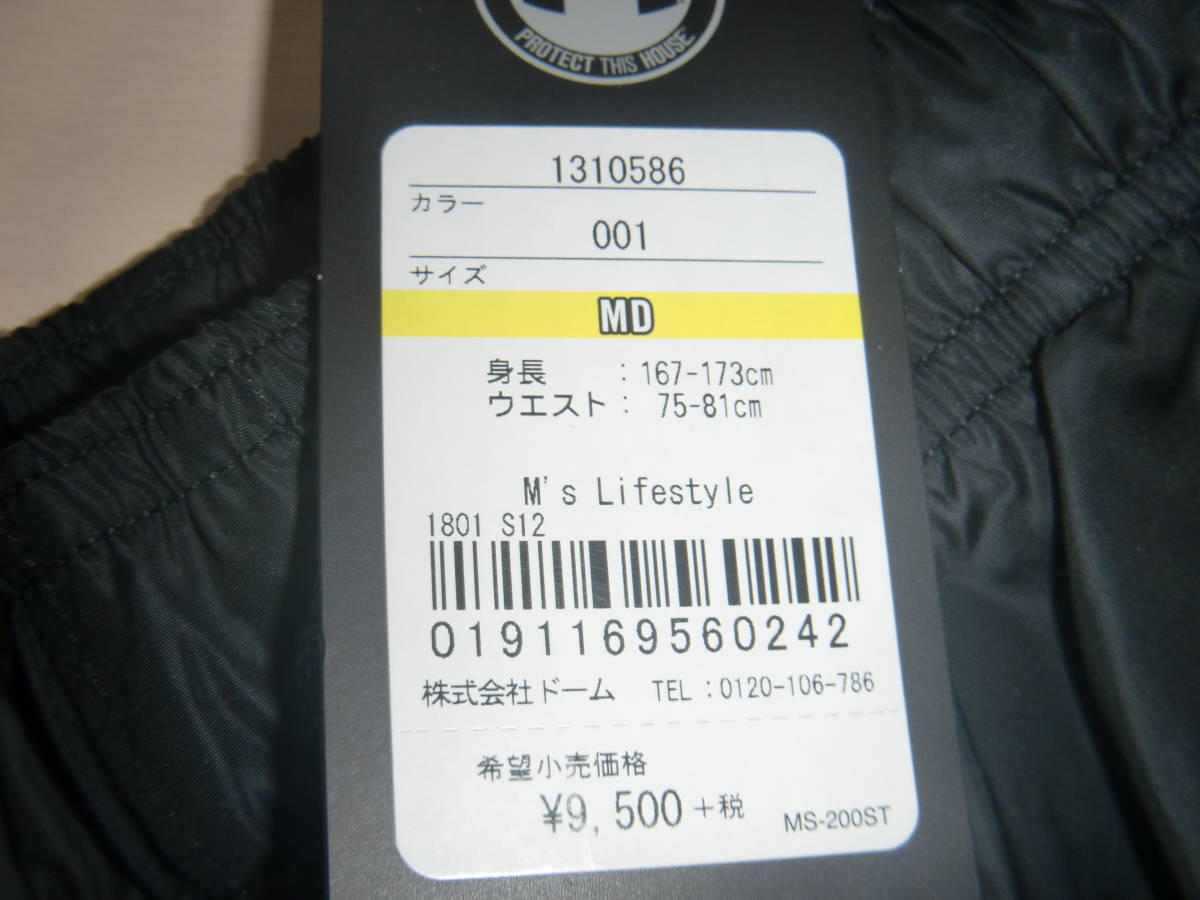 PROTECT THIS HOUSE
1310586
カラー
001
サイズ
MD
身長 : 167-173cm
ウエスト : 75-81cm
M's Lifestyle
1801 S12
0191169560242
株式会社ドーム TEL : 0120-106-786
希望小売価格
¥9,500 +税
MS-200ST